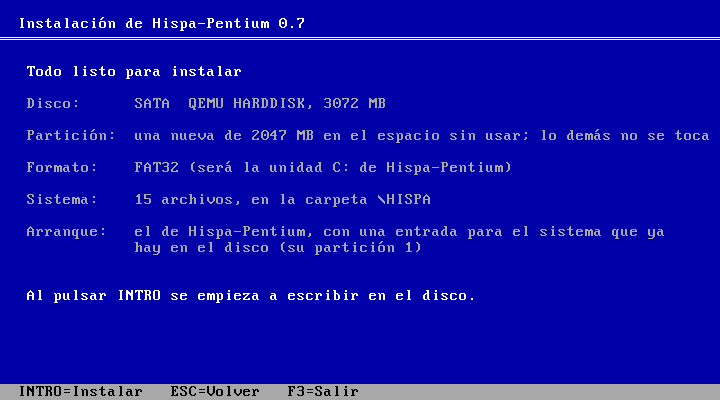 Instalación de Hispa-Pentium 0.7
Todo listo para instalar
Disco: SATA QEMU HARDDISK, 3072 MB
Partición: una nueva de 2047 MB en el espacio sin usar; lo demás no se toca
Formato: FAT32 (será la unidad C: de Hispa-Pentium)
Sistema: 15 archivos, en la carpeta \HISPA
Arranque: el de Hispa-Pentium, con una entrada para el sistema que ya
hay en el disco (su partición 1)
Al pulsar INTRO se empieza a escribir en el disco.
INTRO=Instalar ESC=Volver F3=Salir